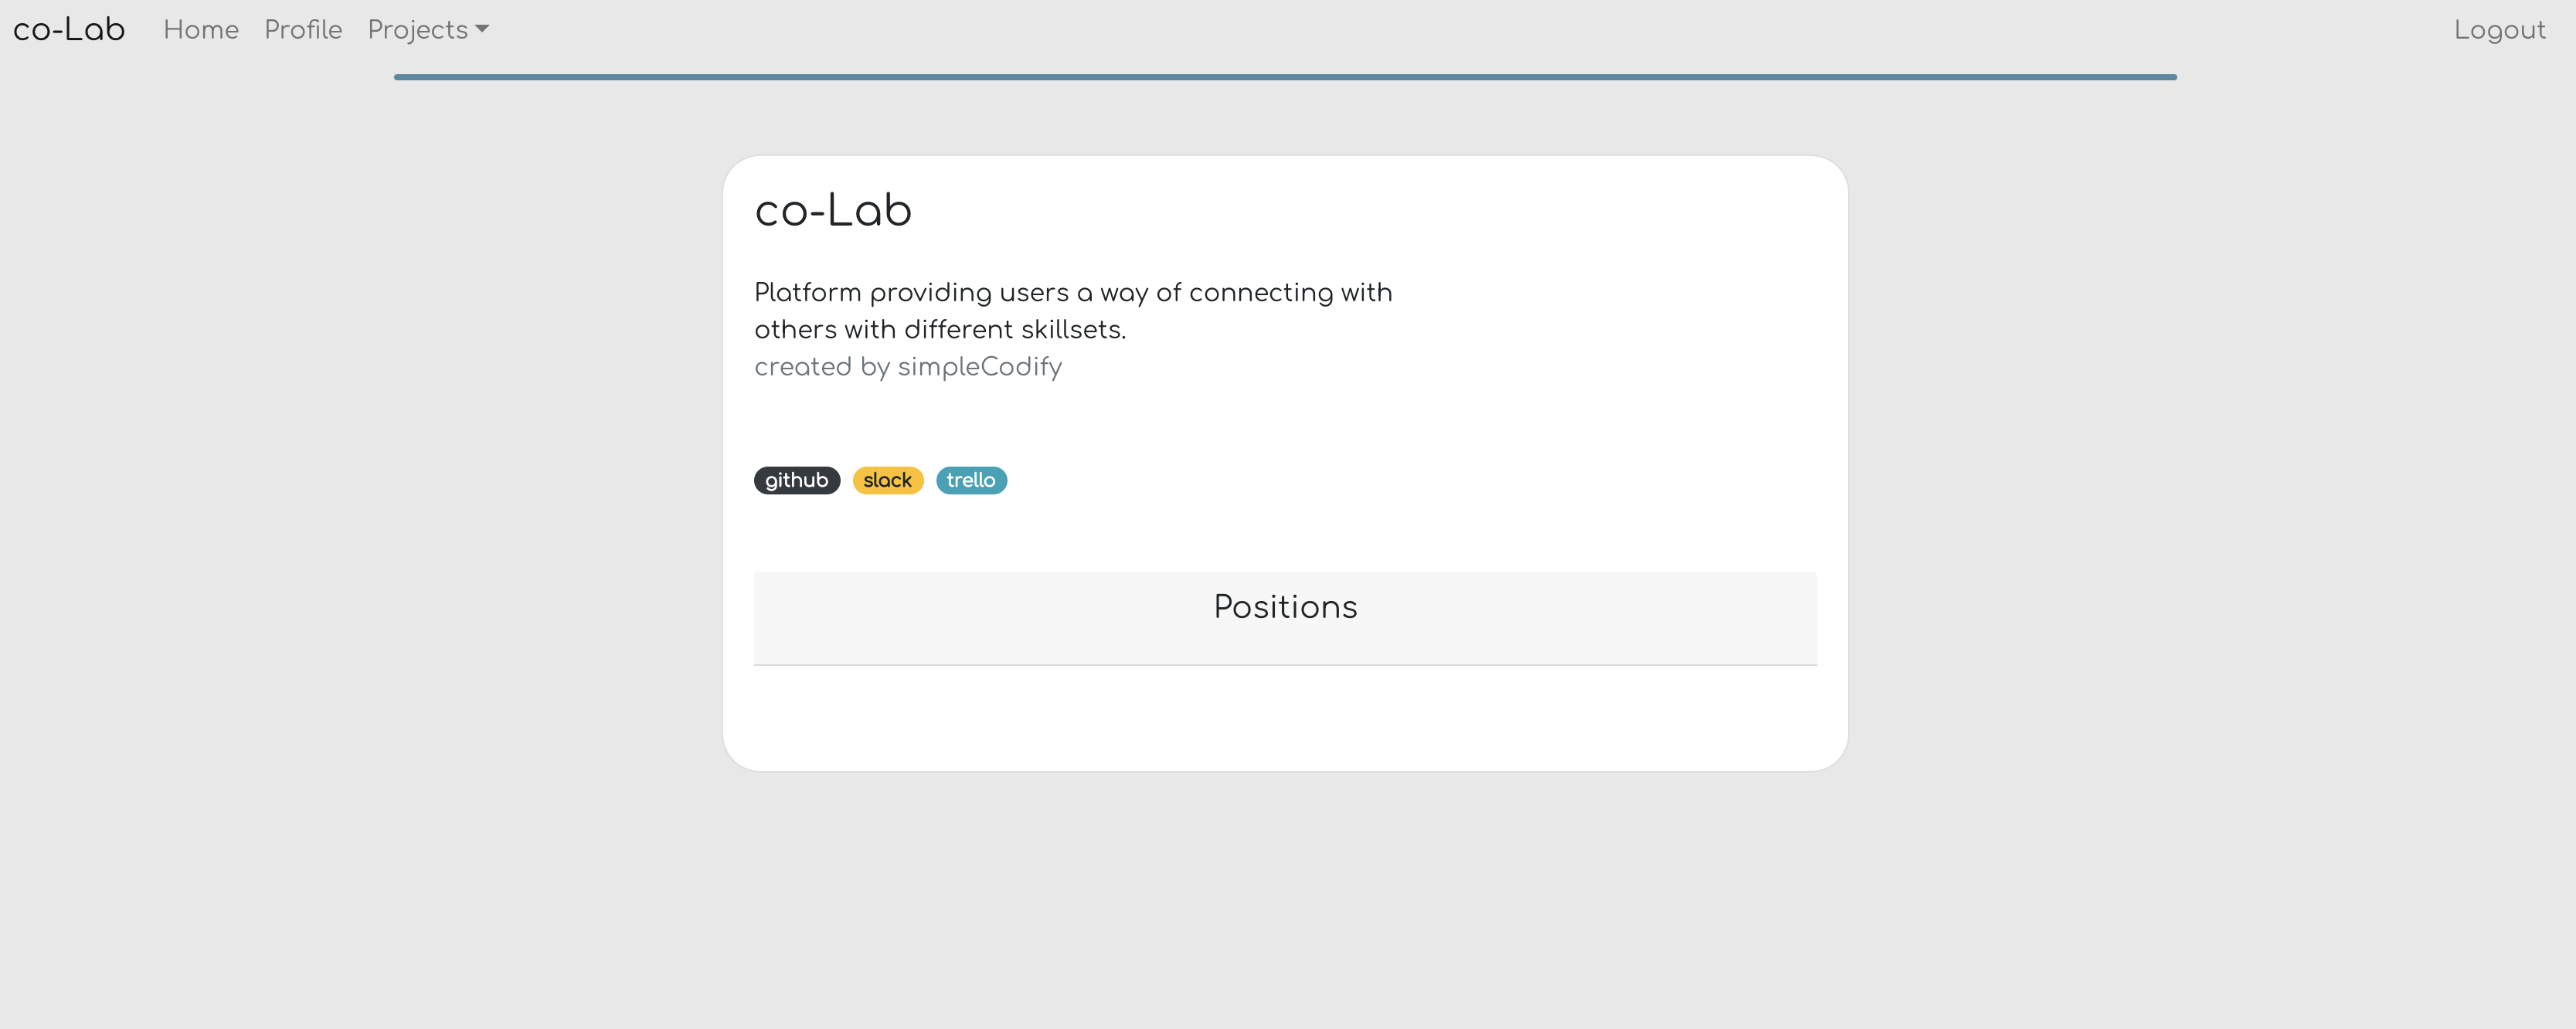 co-Lab Home Profile Projects Logout
co-Lab
Platform providing users a way of connecting with
others with different skillsets.
created by simpleCodify
github slack trello
Positions